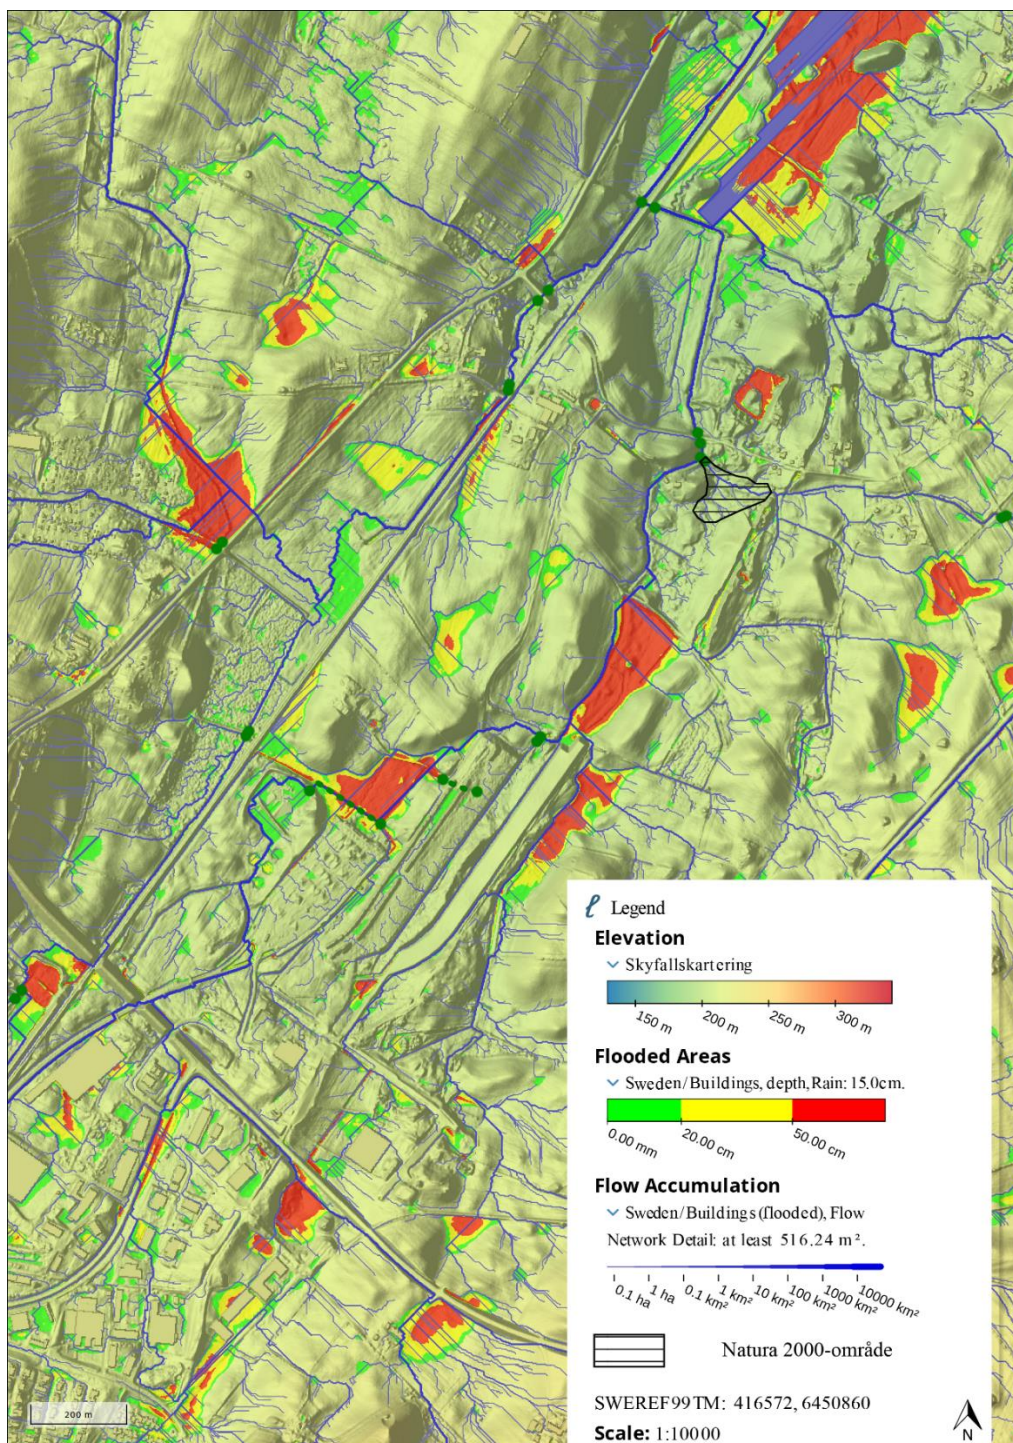 Legend
Elevation
Skyfallskartering
150 m 200 m 250 m 300 m
Flooded Areas
Sweden/Buildings, depth,Rain: 15.0cm.
0.00 mm 20.00 cm 50.00 cm
Flow Accumulation
Sweden/Buildings (flooded), Flow
Network Detail: at least 516.24 m².
0.1 ha 1 ha 0.1 km² 1 km² 10 km² 100 km² 1000 km² 10000 km²
Natura 2000-område
SWEREF99 TM: 416572, 6450860
Scale: 1:10000
N
200 m